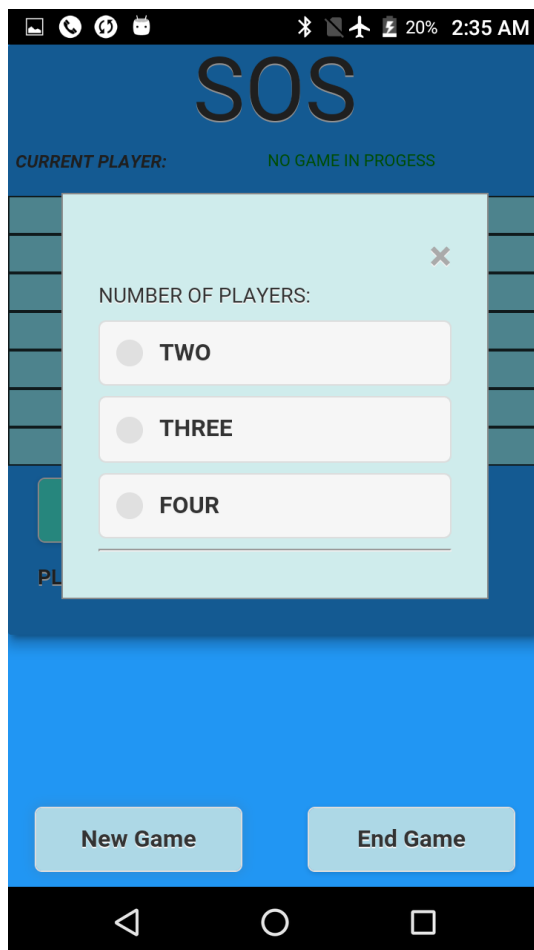 20% 2:35 AM
SOS
CURRENT PLAYER: NO GAME IN PROGESS
×
NUMBER OF PLAYERS:
TWO
THREE
FOUR
PL
New Game End Game